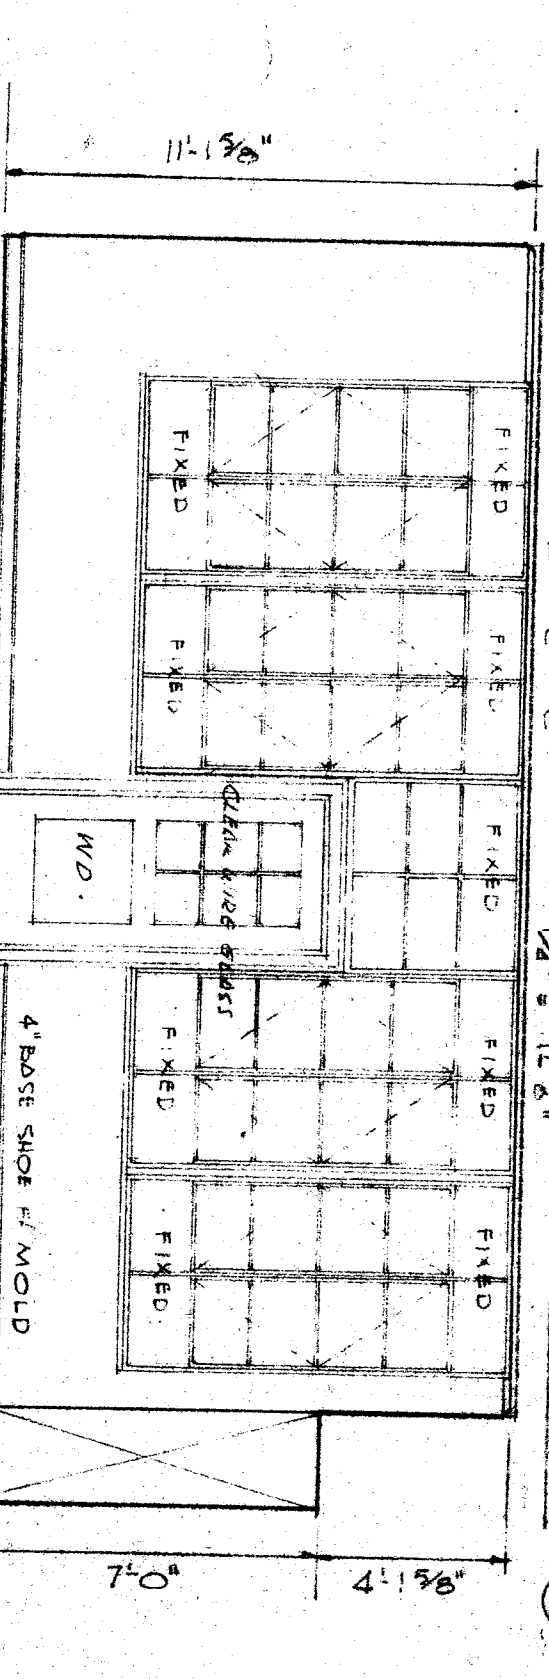 11'-1 5/8"
FIXED
FIXED
FIXED
FIXED
FIXED
CLEAR WIRE GLASS
WD.
FIXED
FIXED
FIXED
FIXED
4" BASE SHOE & MOLD
7'-0"
4'-1 5/8"